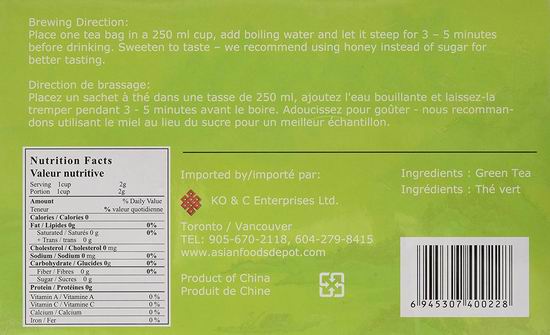 Brewing Direction:
Place one tea bag in a 250 ml cup, add boiling water and let it steep for 3 – 5 minutes
before drinking. Sweeten to taste – we recommend using honey instead of sugar for
better tasting.
Direction de brassage:
Placez un sachet à thé dans une tasse de 250 ml, ajoutez l'eau bouillante et laissez-la
tremper pendant 3 - 5 minutes avant le boire. Adoucissez pour goûter - nous recomman-
dons utilisant le miel au lieu du sucre pour un meilleur échantillon.
Nutrition Facts
Valeur nutritive
Serving 1cup 2g
Portion 1cup 2g
Amount % Daily Value
Teneur % valeur quotidienne
Calories / Calories 0
Fat / Lipides 0g 0%
Saturated / Saturés 0 g 0%
+ Trans / trans 0 g
Cholesterol / Cholesterol 0 mg
Sodium / Sodium 0 mg 0%
Carbohydrate / Glucides 0g 0%
Fiber / Fibres 0 g 0%
Sugar / Sucres 0 g
Protein / Protéins 0g
Vitamin A / Vitamine A 0 %
Vitamin C / Vitamine C 0 %
Calcium / Calcium 0 %
Iron / Fer 0 %
Imported by/importé par:
KO & C Enterprises Ltd.
Toronto / Vancouver
TEL: 905-670-2118, 604-279-8415
www.asianfoodsdepot.com
Product of China
Produit de Chine
Ingredients : Green Tea
Ingrédients : Thé vert
6 945307 400228